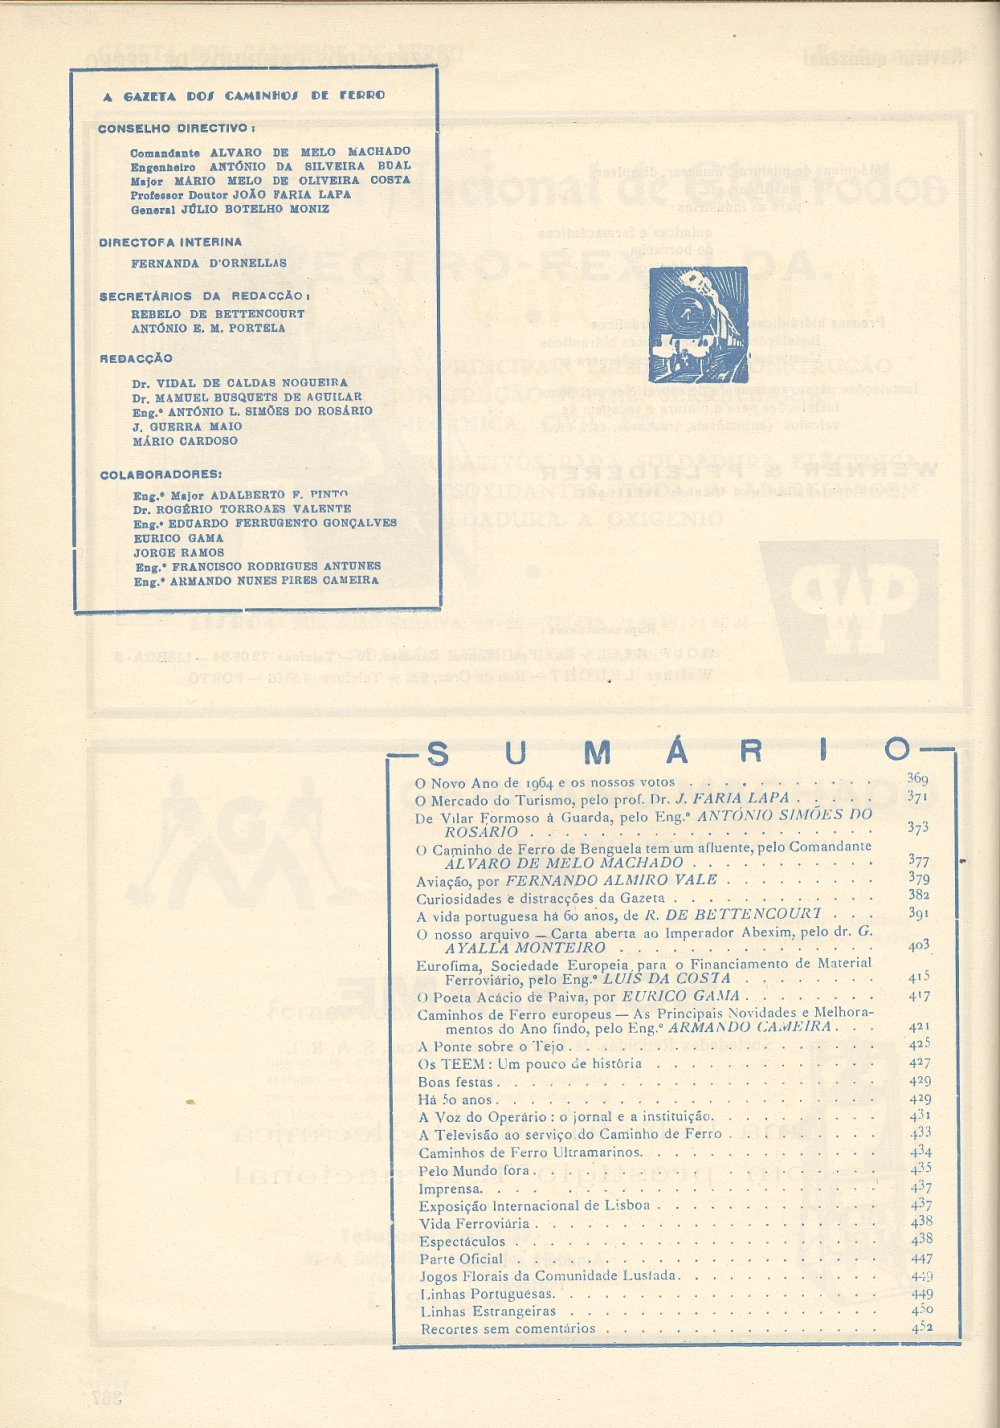 A GAZETA DOS CAMINHOS DE FERRO
CONSELHO DIRECTIVO:
Comandante ALVARO DE MELO MACHADO
Engenheiro ANTÓNIO DA SILVEIRA BUAL
Major MÁRIO MELO DE OLIVEIRA COSTA
Professor Doutor JOÃO FARIA LAPA
General JÚLIO BOTELHO MONIZ
DIRECTORA INTERINA
FERNANDA D'ORNELLAS
SECRETÁRIOS DA REDACÇÃO:
REBELO DE BETTENCOURT
ANTÓNIO E. M. PORTELA
REDACÇÃO
Dr. VIDAL DE CALDAS NOGUEIRA
Dr. MAMUEL BUSQUETS DE AGUILAR
Eng.º ANTÓNIO L. SIMÕES DO ROSÁRIO
J. GUERRA MAIO
MÁRIO CARDOSO
COLABORADORES:
Eng.º Major ADALBERTO F. PINTO
Dr. ROGÉRIO TORROAES VALENTE
Eng.º EDUARDO FERRUGENTO GONÇALVES
EURICO GAMA
JORGE RAMOS
Eng.º FRANCISCO RODRIGUES ANTUNES
Eng.º ARMANDO NUNES PIRES CAMEIRA
SUMÁRIO
O Novo Ano de 1964 e os nossos votos . . . . . . . . . . 369
O Mercado do Turismo, pelo prof. Dr. J. FARIA LAPA . . . . . 371
De Vilar Formoso à Guarda, pelo Eng.º ANTÓNIO SIMÕES DO
ROSÁRIO . . . . . . . . . . . . . . . . . . 373
O Caminho de Ferro de Benguela tem um afluente, pelo Comandante
ALVARO DE MELO MACHADO . . . . . . . . . . 377
Aviação, por FERNANDO ALMIRO VALE . . . . . . . . . 379
Curiosidades e distracções da Gazeta . . . . . . . . . . . 382
A vida portuguesa há 60 anos, de R. DE BETTENCOURT . . . 391
O nosso arquivo — Carta aberta ao Imperador Abexim, pelo dr. G.
AYALLA MONTEIRO . . . . . . . . . . . . . . 403
Eurofima, Sociedade Europeia para o Financiamento de Material
Ferroviário, pelo Eng.º LUÍS DA COSTA . . . . . . . . 415
O Poeta Acácio de Paiva, por EURICO GAMA . . . . . . . . 417
Caminhos de Ferro europeus — As Principais Novidades e Melhora-
mentos do Ano findo, pelo Eng.º ARMANDO CAMEIRA . . . 421
A Ponte sobre o Tejo . . . . . . . . . . . . . . . . 425
Os TEEM: Um pouco de história . . . . . . . . . . . . 427
Boas festas . . . . . . . . . . . . . . . . . . . . 429
Há 50 anos . . . . . . . . . . . . . . . . . . . . 429
A Voz do Operário: o jornal e a instituição. . . . . . . . . 431
A Televisão ao serviço do Caminho de Ferro . . . . . . . . 433
Caminhos de Ferro Ultramarinos. . . . . . . . . . . . . 434
Pelo Mundo fora . . . . . . . . . . . . . . . . . . 435
Imprensa. . . . . . . . . . . . . . . . . . . . . 437
Exposição Internacional de Lisboa . . . . . . . . . . . . 437
Vida Ferroviária . . . . . . . . . . . . . . . . . . 438
Espectáculos . . . . . . . . . . . . . . . . . . . 438
Parte Oficial . . . . . . . . . . . . . . . . . . . 447
Jogos Florais da Comunidade Lusíada. . . . . . . . . . . 449
Linhas Portuguesas. . . . . . . . . . . . . . . . . . 449
Linhas Estrangeiras . . . . . . . . . . . . . . . . . 450
Recortes sem comentários . . . . . . . . . . . . . . . 452